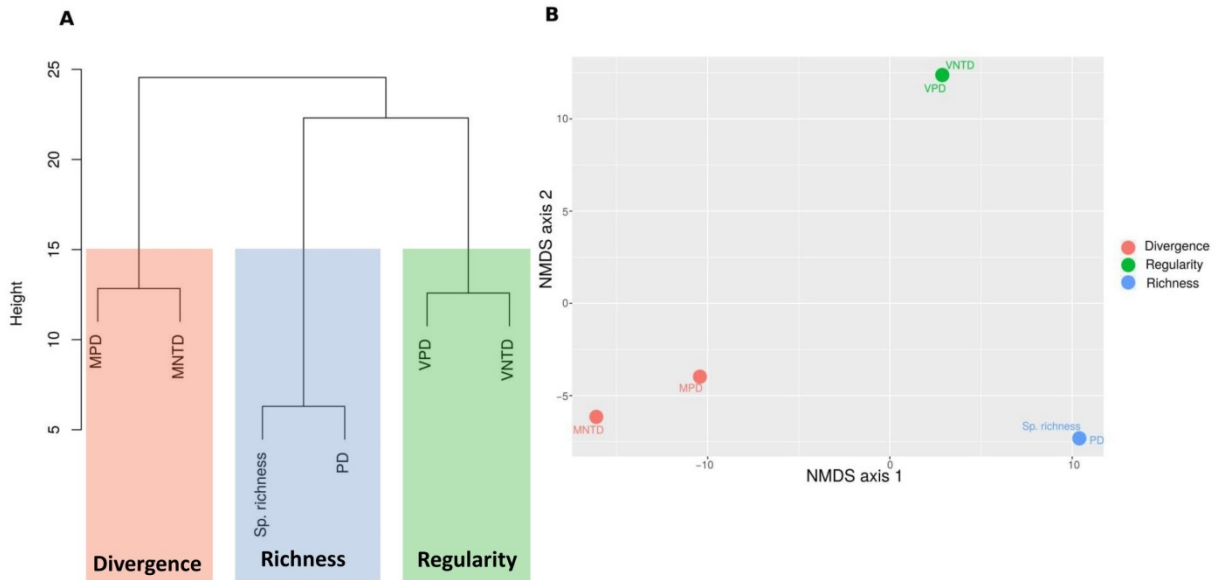 A
Height
25
20
15
10
5
MPD
MNTD
Sp. richness
PD
VPD
VNTD
Divergence
Richness
Regularity
B
NMDS axis 2
10
5
0
−5
VNTD
VPD
MPD
MNTD
Sp. richness
PD
−10
0
10
NMDS axis 1
Divergence
Regularity
Richness